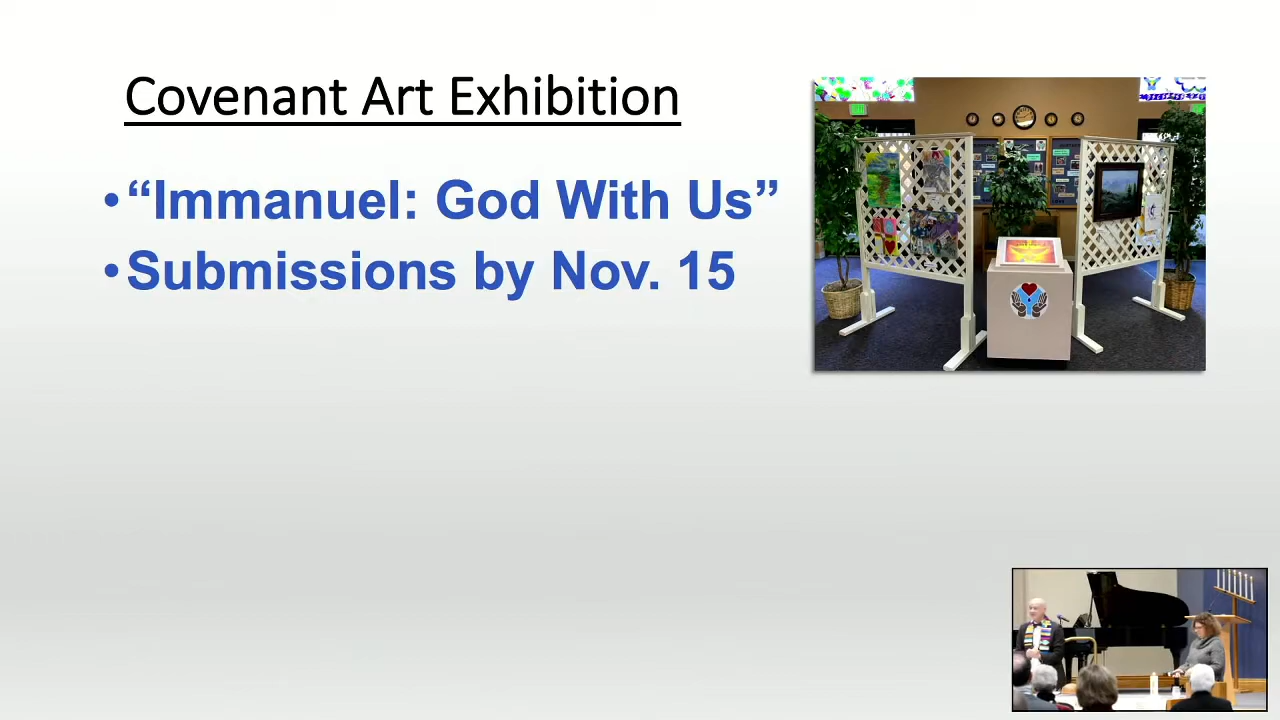 Covenant Art Exhibition
•“Immanuel: God With Us”
•Submissions by Nov. 15